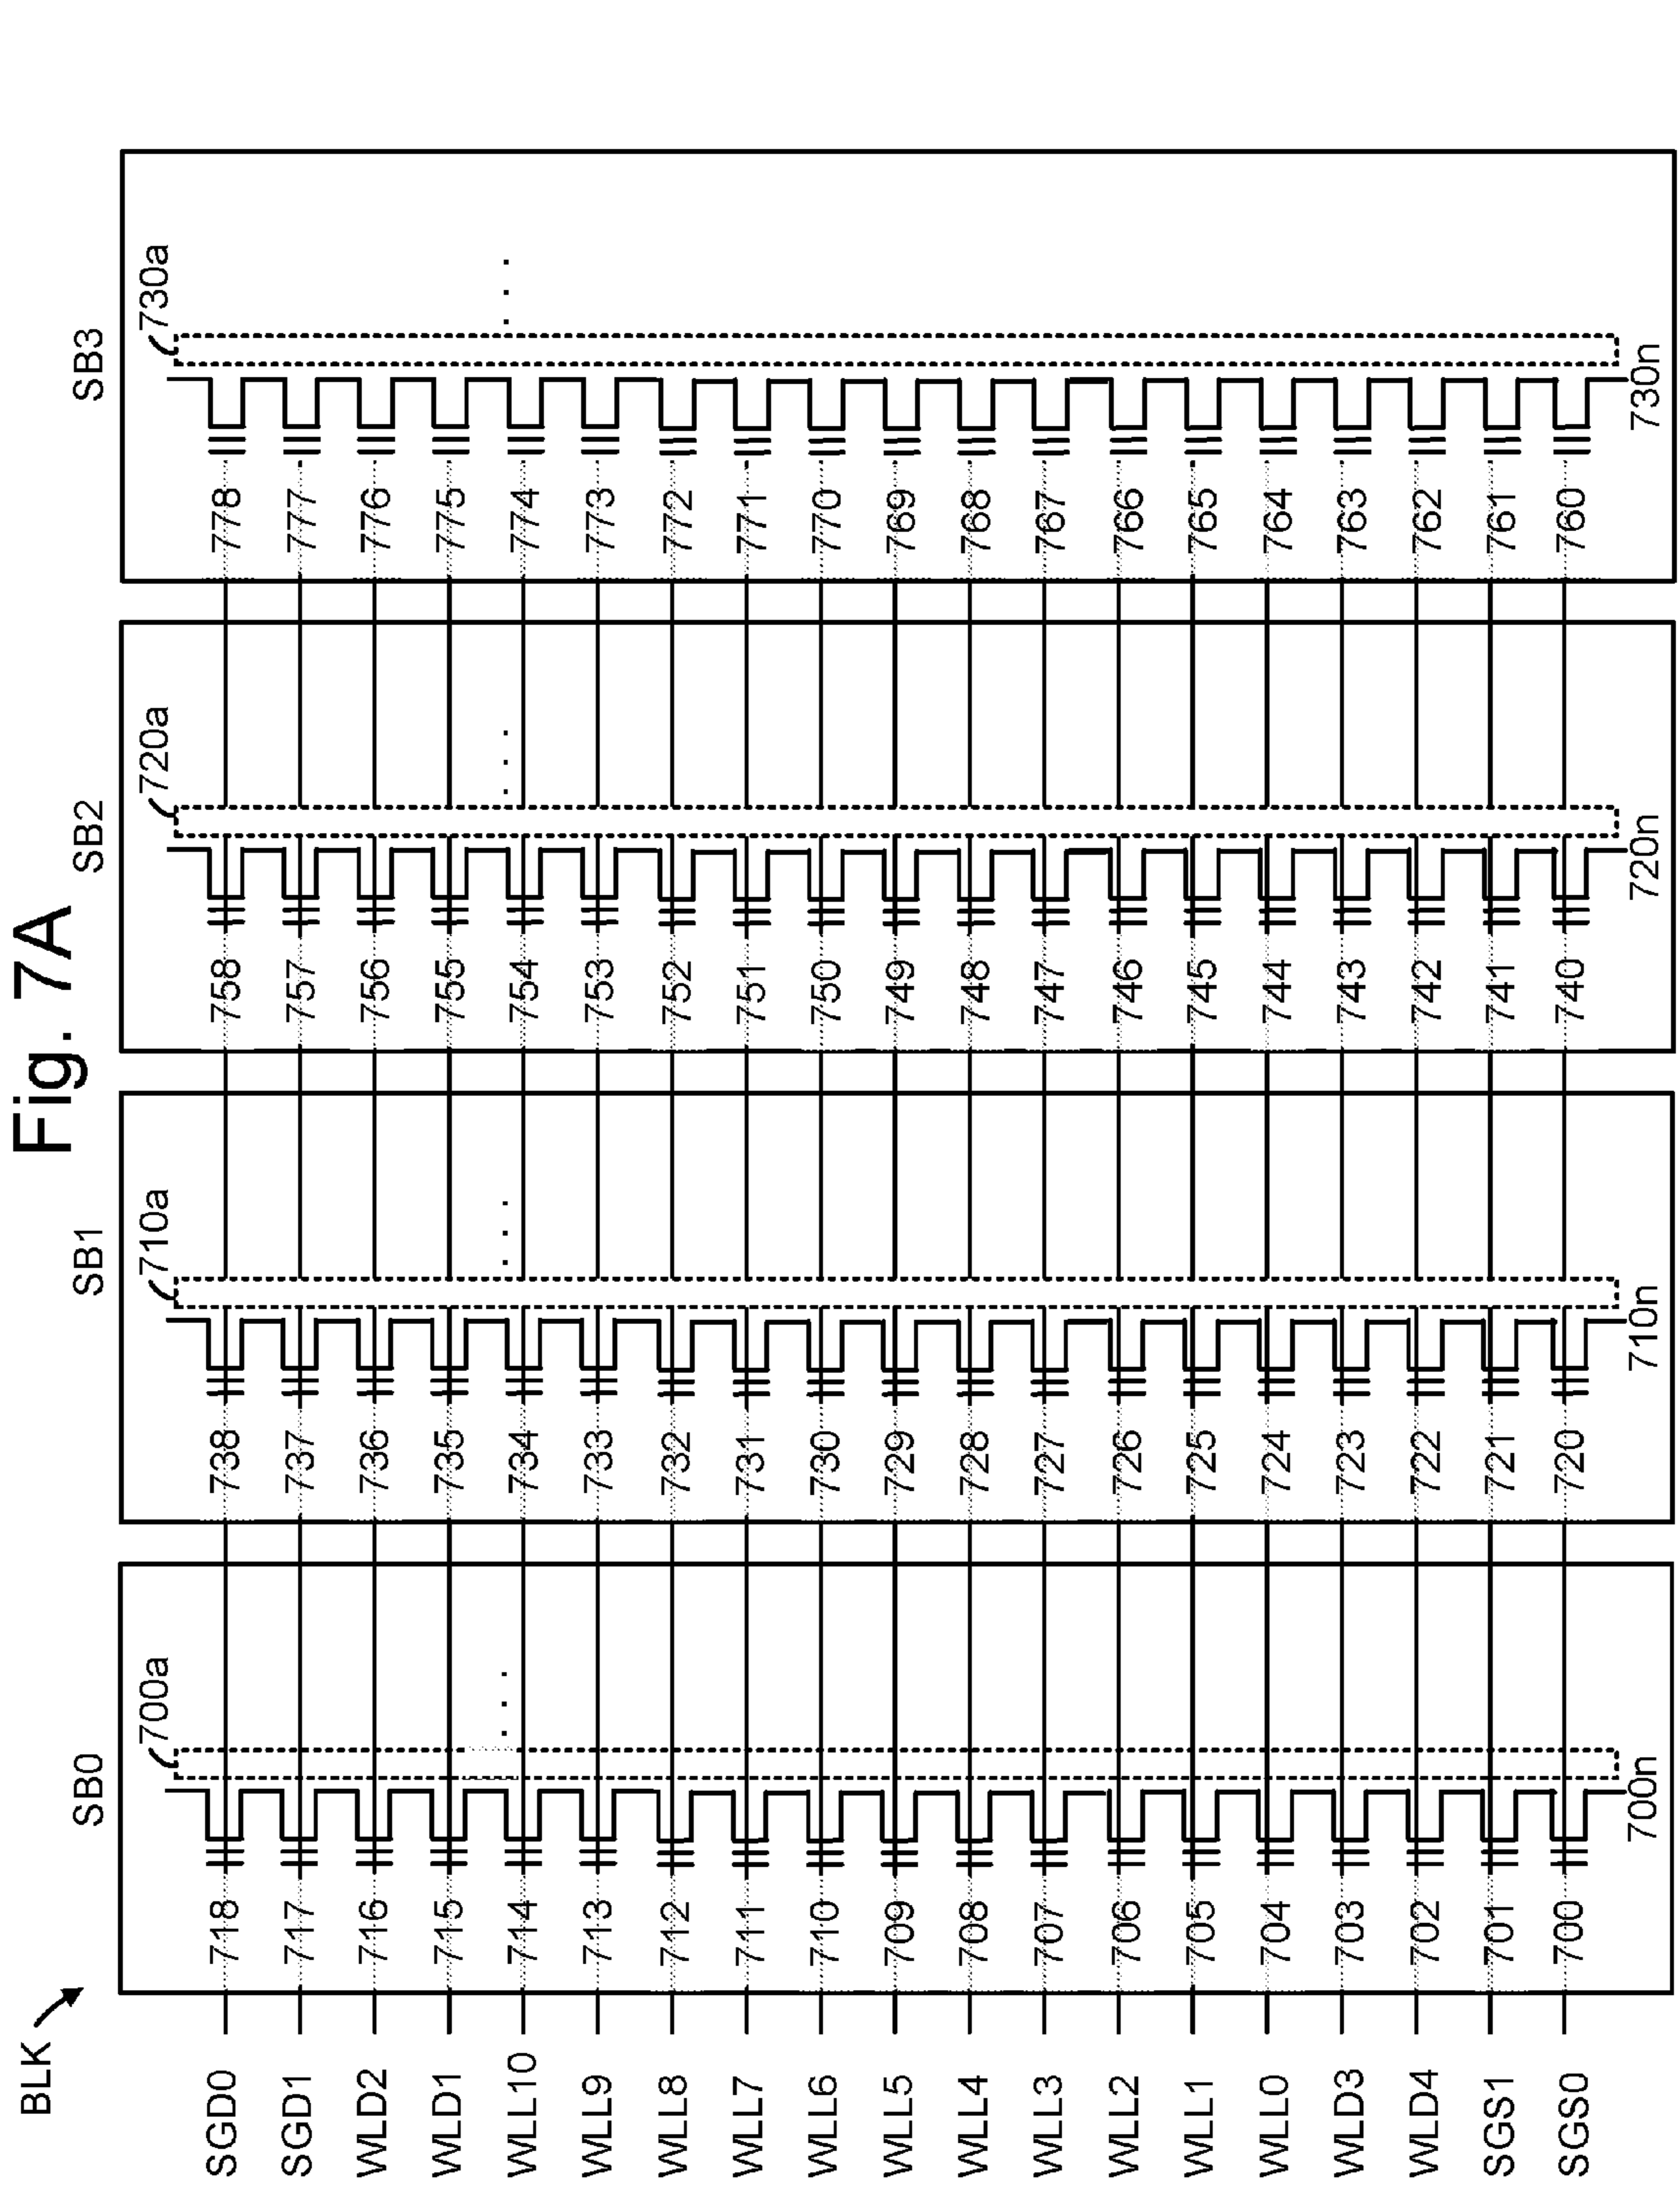 Fig. 7A
BLK
SB0 SB1 SB2 SB3
700a 710a 720a 730a
SGD0 718 738 758 778
SGD1 717 737 757 777
WLD2 716 736 756 776
WLD1 715 735 755 775
WLL10 714 734 754 774
WLL9 713 733 753 773
WLL8 712 732 752 772
WLL7 711 731 751 771
WLL6 710 730 750 770
WLL5 709 729 749 769
WLL4 708 728 748 768
WLL3 707 727 747 767
WLL2 706 726 746 766
WLL1 705 725 745 765
WLL0 704 724 744 764
WLD3 703 723 743 763
WLD4 702 722 742 762
SGS1 701 721 741 761
SGS0 700 720 740 760
700n 710n 720n 730n